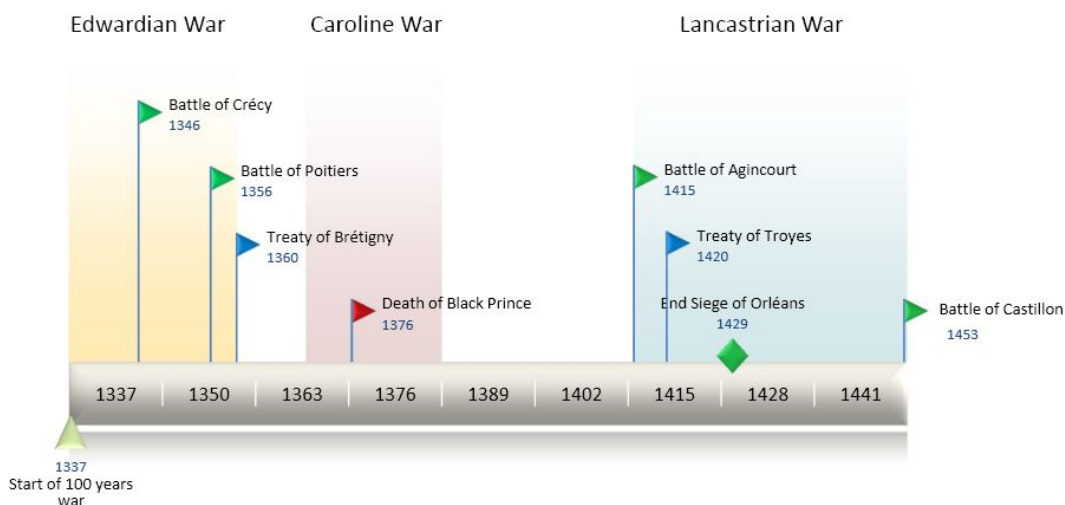 Edwardian War
Caroline War
Lancastrian War
Battle of Crécy
1346
Battle of Poitiers
1356
Treaty of Brétigny
1360
Death of Black Prince
1376
Battle of Agincourt
1415
Treaty of Troyes
1420
End Siege of Orléans
1429
Battle of Castillon
1453
1337
1350
1363
1376
1389
1402
1415
1428
1441
1337
Start of 100 years
war